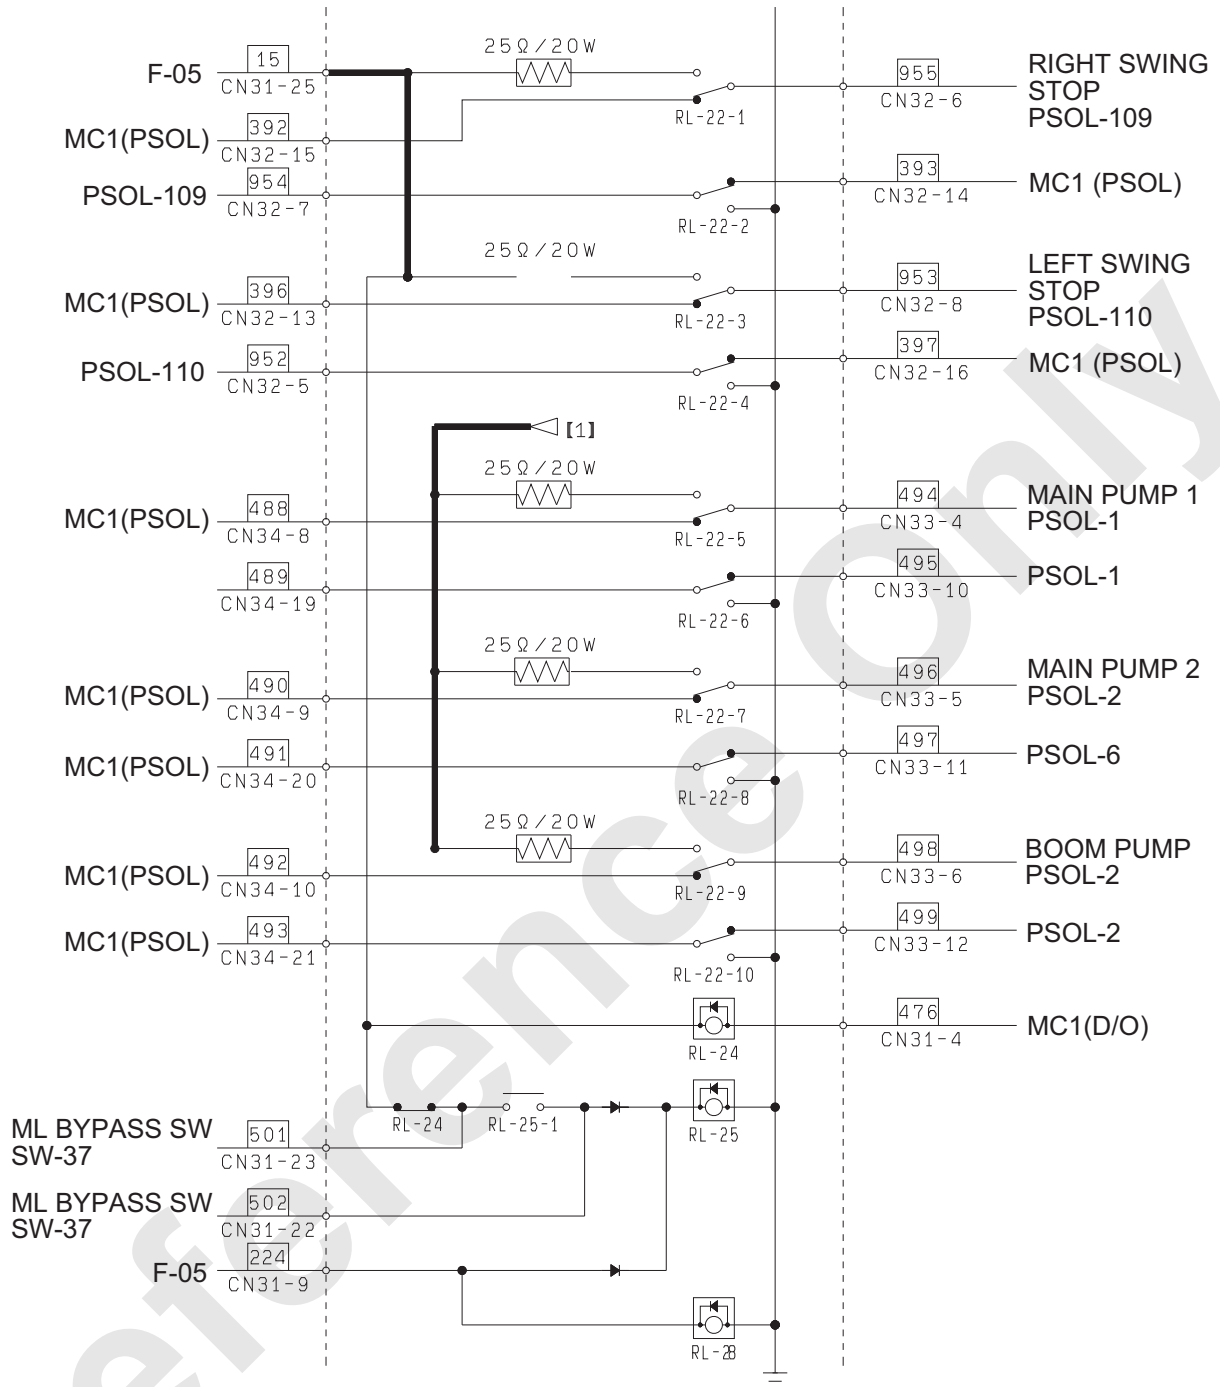 25Ω/20W
F-05
15
CN31-25
955
CN32-6
RIGHT SWING
STOP
PSOL-109
RL-22-1
MC1(PSOL)
392
CN32-15
PSOL-109
954
CN32-7
393
CN32-14
MC1 (PSOL)
RL-22-2
25Ω/20W
MC1(PSOL)
396
CN32-13
953
CN32-8
LEFT SWING
STOP
PSOL-110
RL-22-3
PSOL-110
952
CN32-5
397
CN32-16
MC1 (PSOL)
RL-22-4
【1】
25Ω/20W
MC1(PSOL)
488
CN34-8
494
CN33-4
MAIN PUMP 1
PSOL-1
RL-22-5
489
CN34-19
495
CN33-10
PSOL-1
RL-22-6
25Ω/20W
MC1(PSOL)
490
CN34-9
496
CN33-5
MAIN PUMP 2
PSOL-2
RL-22-7
MC1(PSOL)
491
CN34-20
497
CN33-11
PSOL-6
RL-22-8
25Ω/20W
MC1(PSOL)
492
CN34-10
498
CN33-6
BOOM PUMP
PSOL-2
RL-22-9
MC1(PSOL)
493
CN34-21
499
CN33-12
PSOL-2
RL-22-10
RL-24
476
CN31-4
MC1(D/O)
RL-24
RL-25-1
RL-25
ML BYPASS SW
SW-37
501
CN31-23
ML BYPASS SW
SW-37
502
CN31-22
F-05
224
CN31-9
RL-28
eference Only